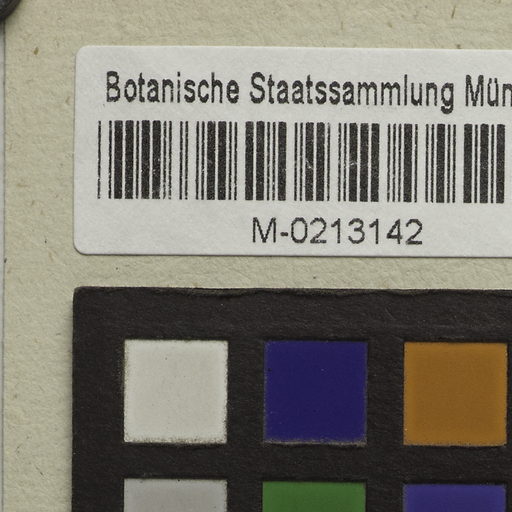 Botanische Staatssammlung Mün
M-0213142